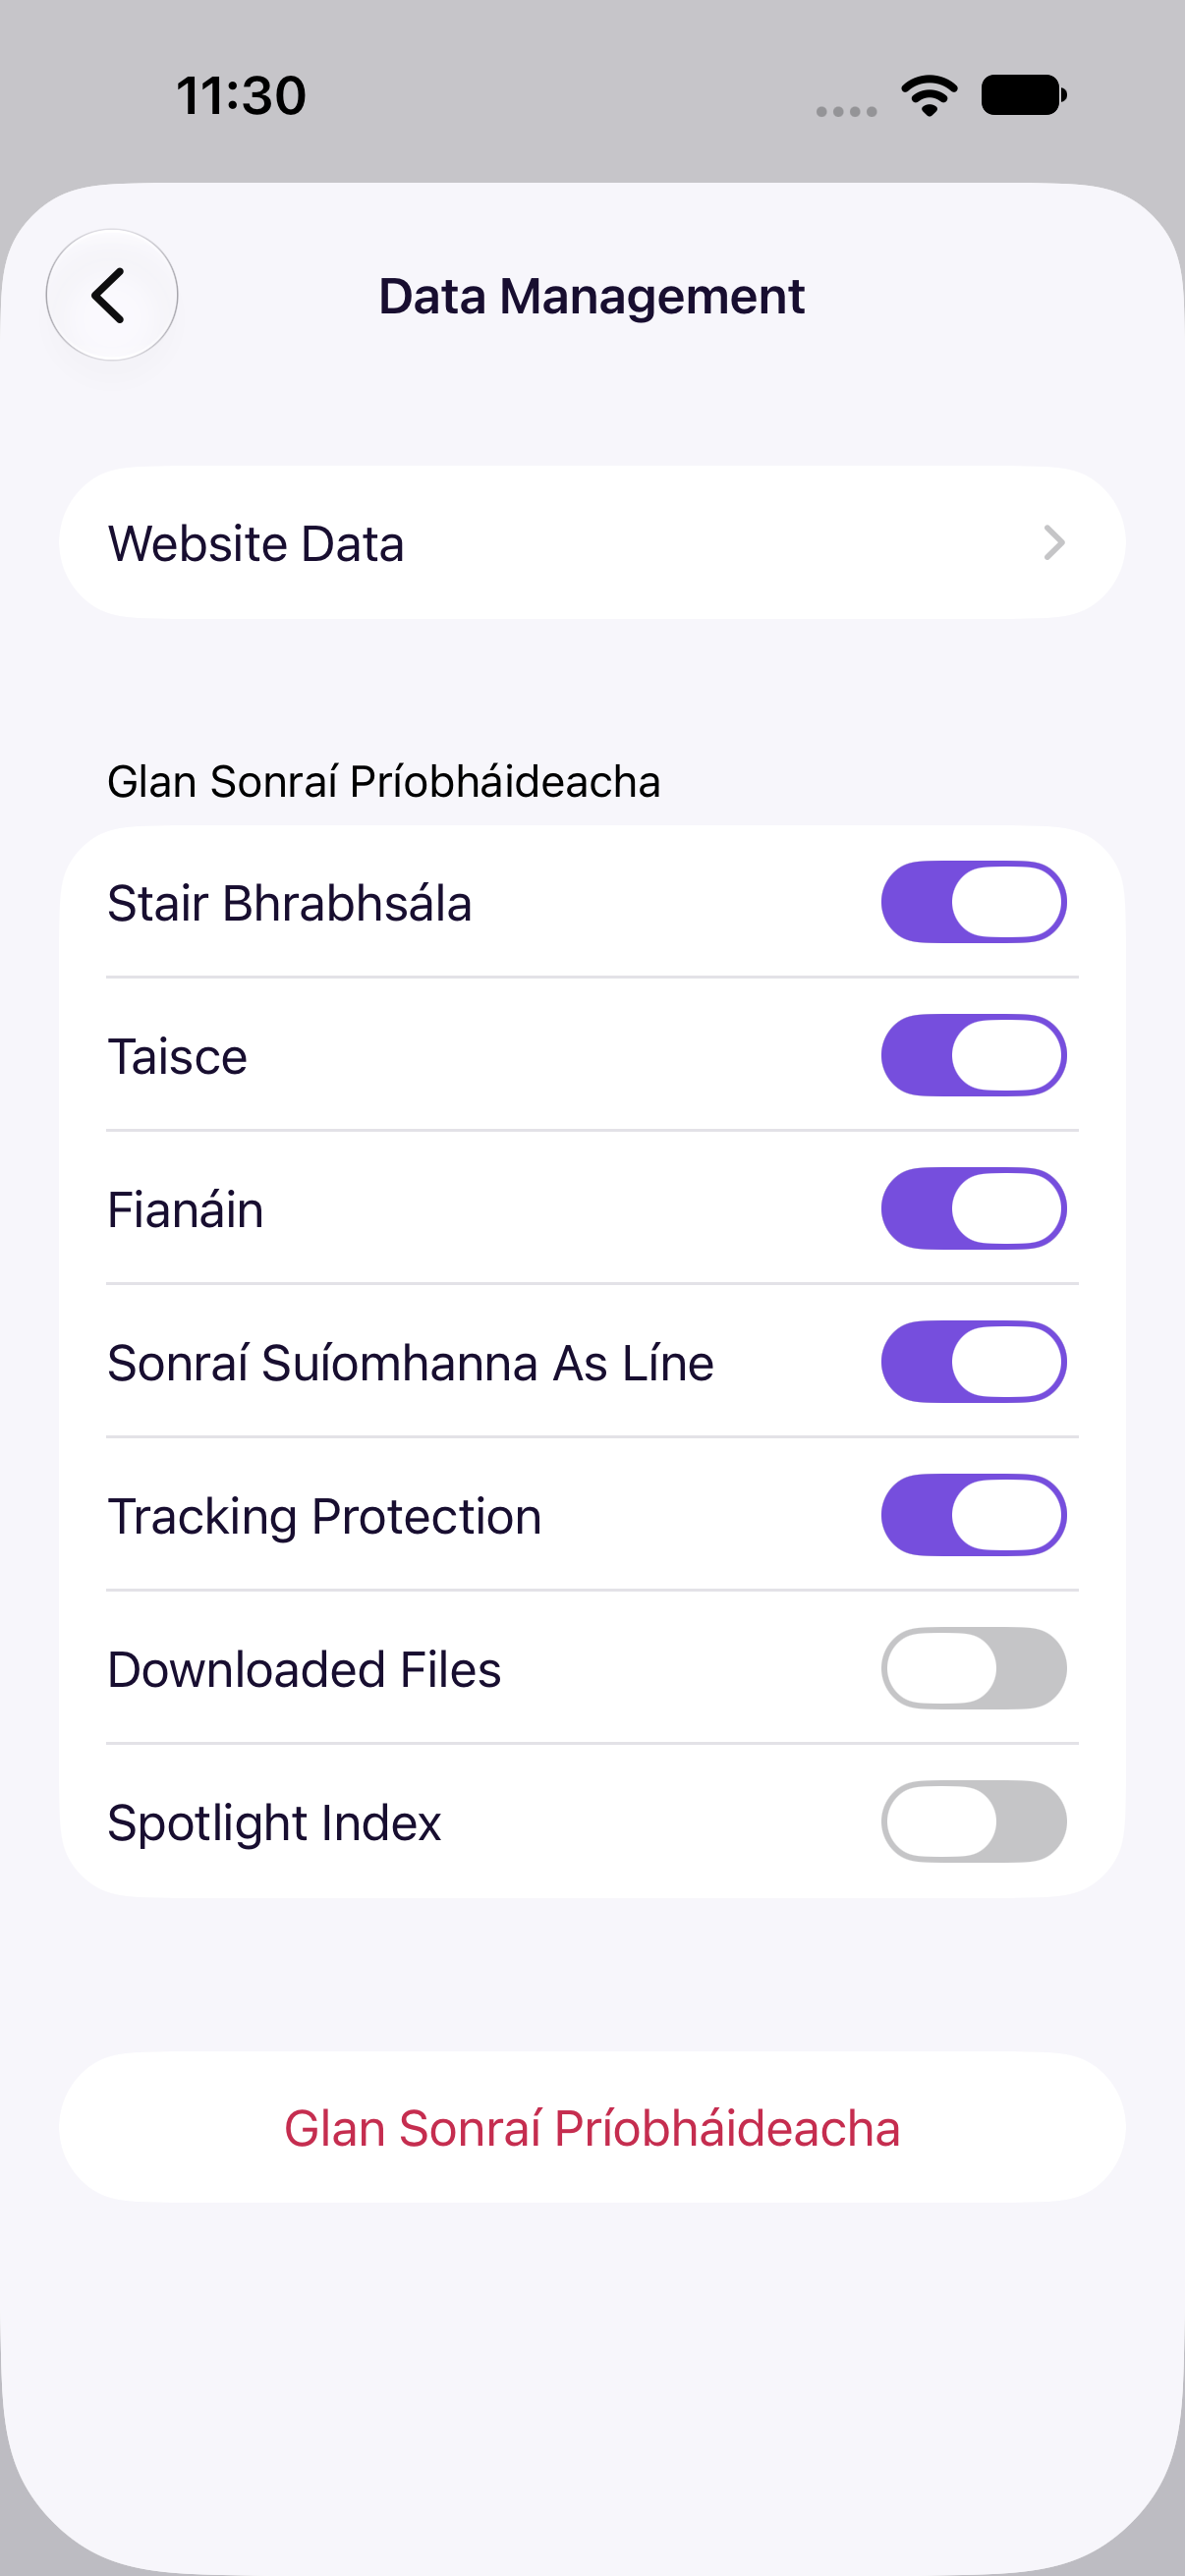 11:30
Data Management
Website Data
Glan Sonraí Príobháideacha
Stair Bhrabhsála
Taisce
Fianáin
Sonraí Suíomhanna As Líne
Tracking Protection
Downloaded Files
Spotlight Index
Glan Sonraí Príobháideacha